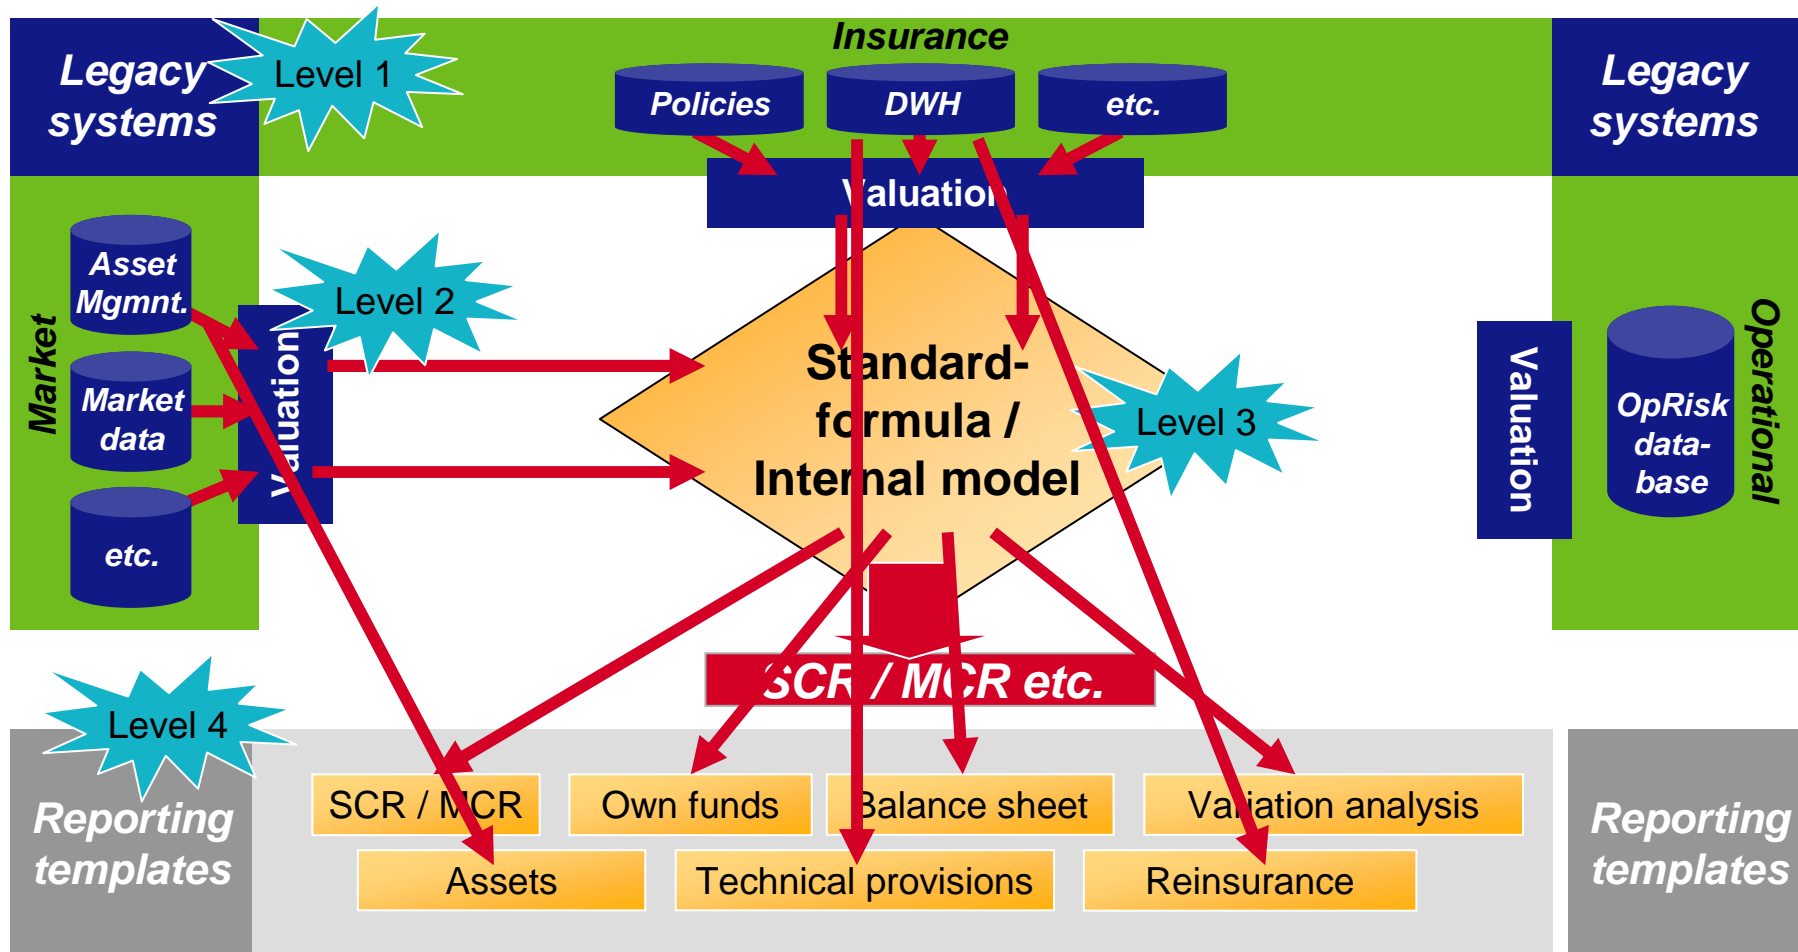 Insurance
Legacy
systems
Level 1
Policies
DWH
etc.
Legacy
systems
Valuation
Market
Asset
Mgmnt.
Market
data
etc.
Valuation
Level 2
Standard-
formula /
Internal model
Level 3
Valuation
OpRisk
data-
base
Operational
SCR / MCR etc.
Level 4
Reporting
templates
SCR / MCR
Own funds
Balance sheet
Variation analysis
Assets
Technical provisions
Reinsurance
Reporting
templates